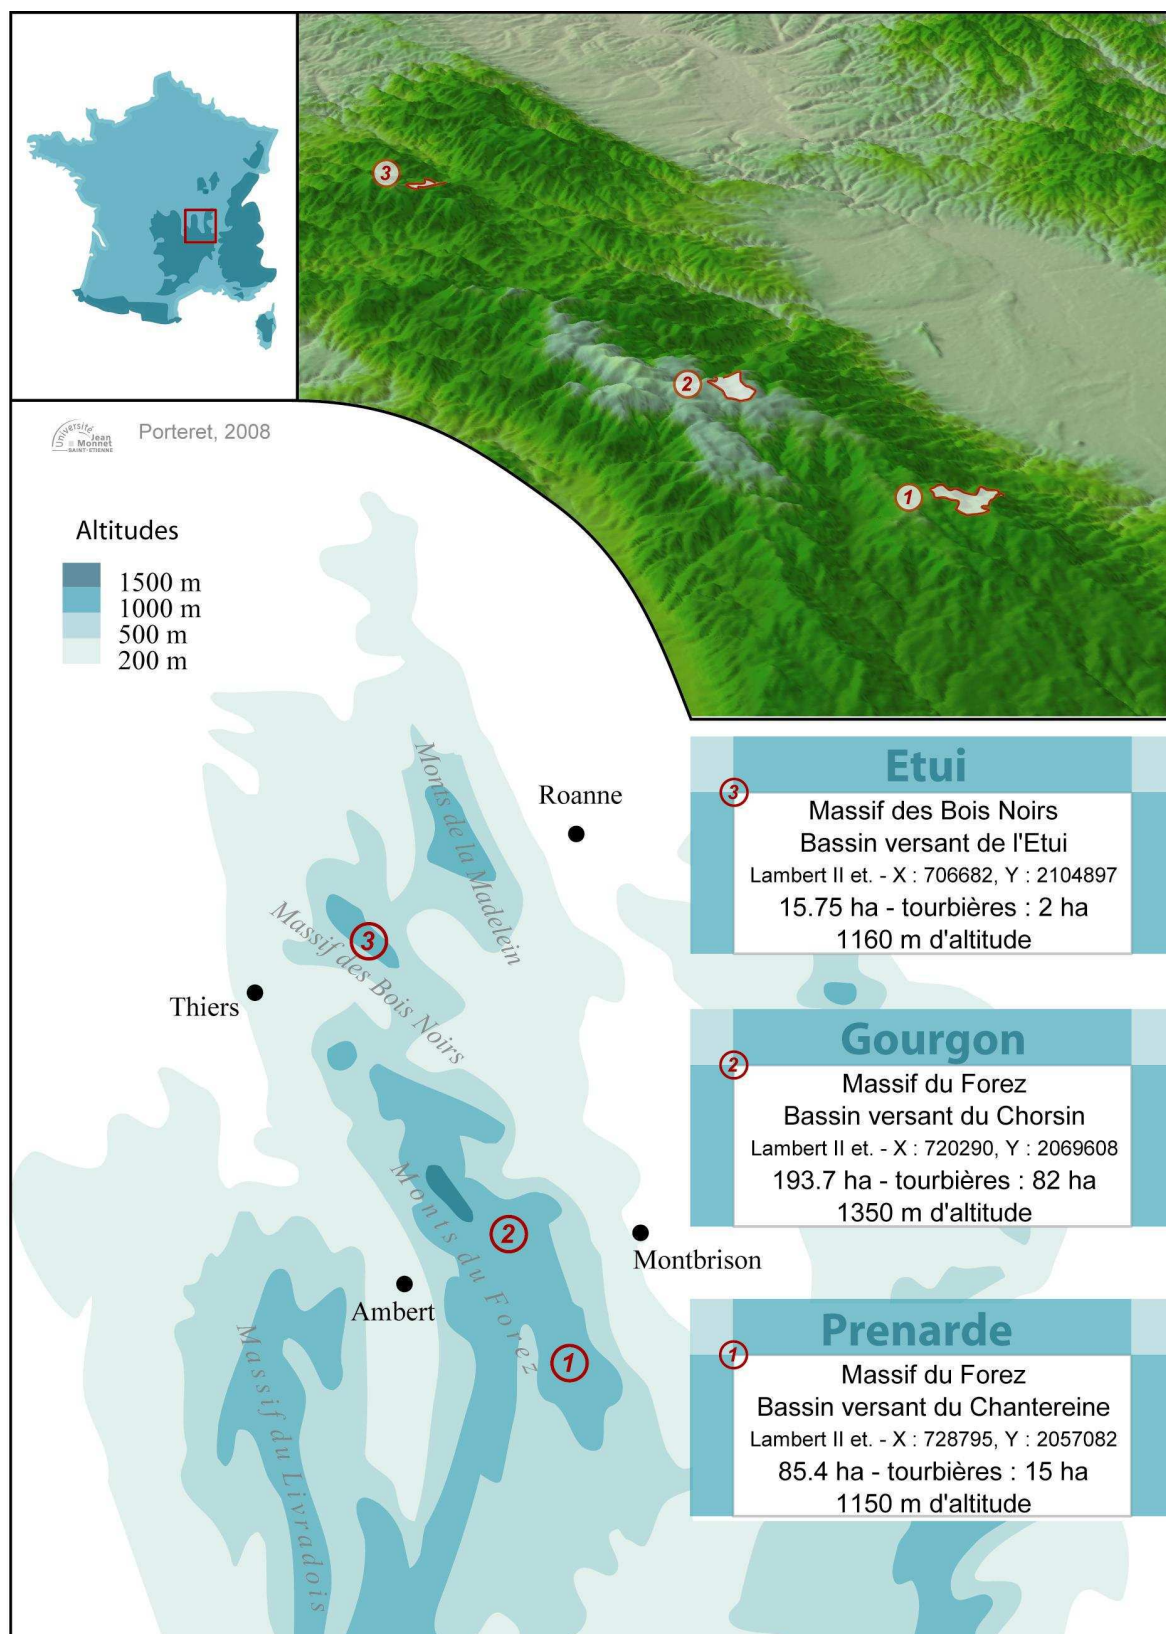 3
2
1
Université
Jean
Monnet
SAINT-ETIENNE
Porteret, 2008
Altitudes
1500 m
1000 m
500 m
200 m
Monts de la Madelein
Roanne
3
Massif des Bois Noirs
Thiers
Monts du Forez
2
Montbrison
Ambert
1
Massif du Livradois
Etui
3
Massif des Bois Noirs
Bassin versant de l'Etui
Lambert II et. - X : 706682, Y : 2104897
15.75 ha - tourbières : 2 ha
1160 m d'altitude
Gourgon
2
Massif du Forez
Bassin versant du Chorsin
Lambert II et. - X : 720290, Y : 2069608
193.7 ha - tourbières : 82 ha
1350 m d'altitude
Prenarde
1
Massif du Forez
Bassin versant du Chantereine
Lambert II et. - X : 728795, Y : 2057082
85.4 ha - tourbières : 15 ha
1150 m d'altitude